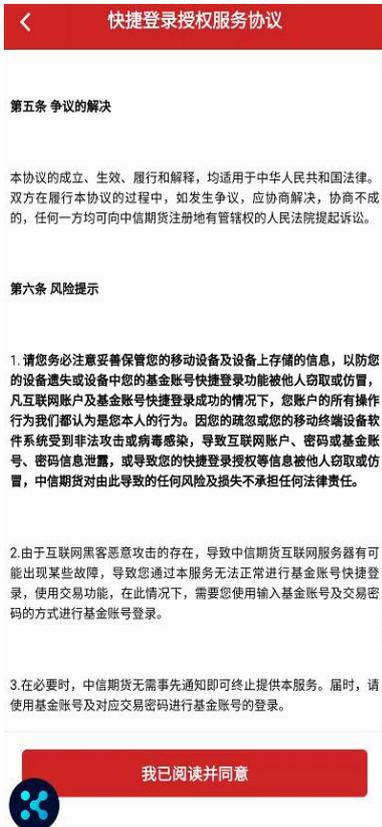 快捷登录授权服务协议
第五条 争议的解决
本协议的成立、生效、履行和解释，均适用于中华人民共和国法律。
双方在履行本协议的过程中，如发生争议，应协商解决，协商不成
的，任何一方均可向中信期货注册地有管辖权的人民法院提起诉讼。
第六条 风险提示
1. 请您务必注意妥善保管您的移动设备及设备上存储的信息，以防您
的设备遗失或设备中您的基金账号快捷登录功能被他人窃取或仿冒，
凡互联网账户及基金账号快捷登录成功的情况下，您账户的所有操作
行为我们都认为是您本人的行为。因您的疏忽或您的移动终端设备软
件系统受到非法攻击或病毒感染，导致互联网账户、密码或基金账
号、密码信息泄露，或导致您的快捷登录授权等信息被他人窃取或仿
冒，中信期货对由此导致的任何风险及损失不承担任何法律责任。
2.由于互联网黑客恶意攻击的存在，导致中信期货互联网服务器有可
能出现某些故障，导致您通过本服务无法正常进行基金账号快捷登
录，使用交易功能，在此情况下，需要您使用输入基金账号及交易密
码的方式进行基金账号登录。
3.在必要时，中信期货无需事先通知即可终止提供本服务。届时，请
使用基金账号及对应交易密码进行基金账号的登录。
我已阅读并同意